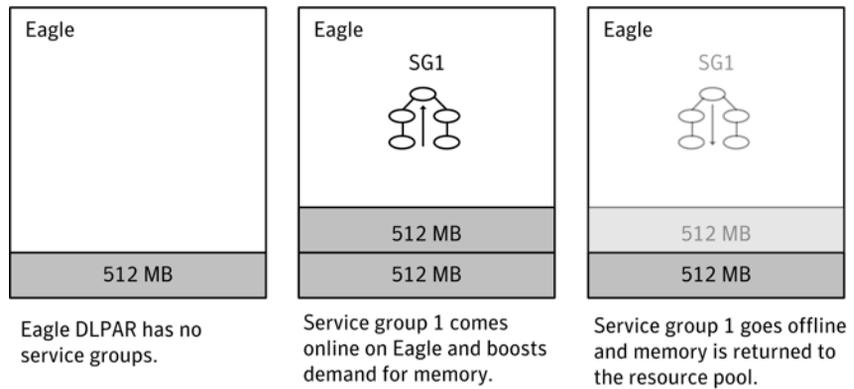 Eagle
512 MB
Eagle DLPAR has no
service groups.
Eagle
SG1
512 MB
512 MB
Service group 1 comes
online on Eagle and boosts
demand for memory.
Eagle
SG1
512 MB
512 MB
Service group 1 goes offline
and memory is returned to
the resource pool.